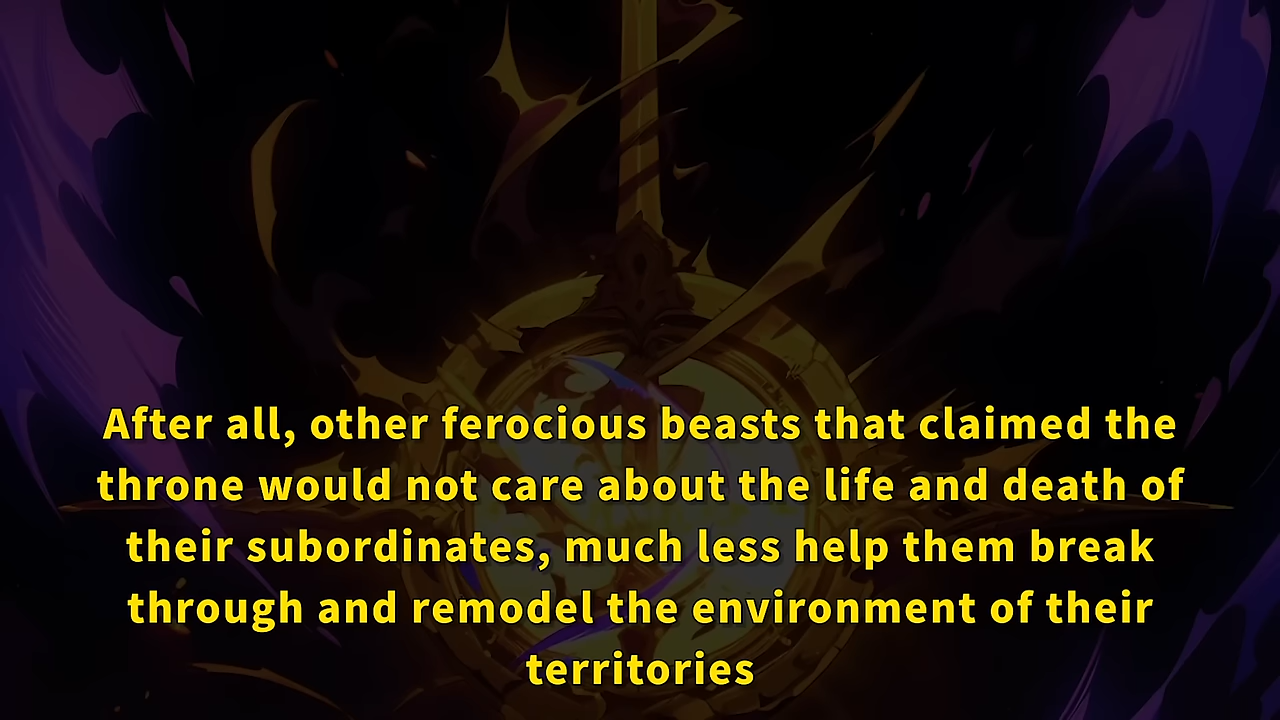 After all, other ferocious beasts that claimed the
throne would not care about the life and death of
their subordinates, much less help them break
through and remodel the environment of their
territories